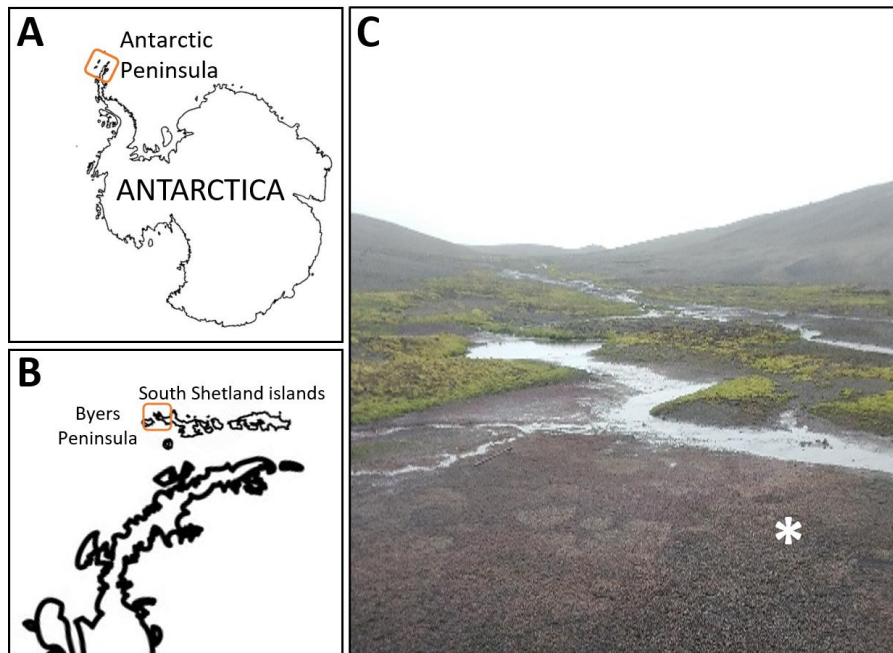 A
Antarctic
Peninsula
ANTARCTICA
B
South Shetland islands
Byers
Peninsula
C
*